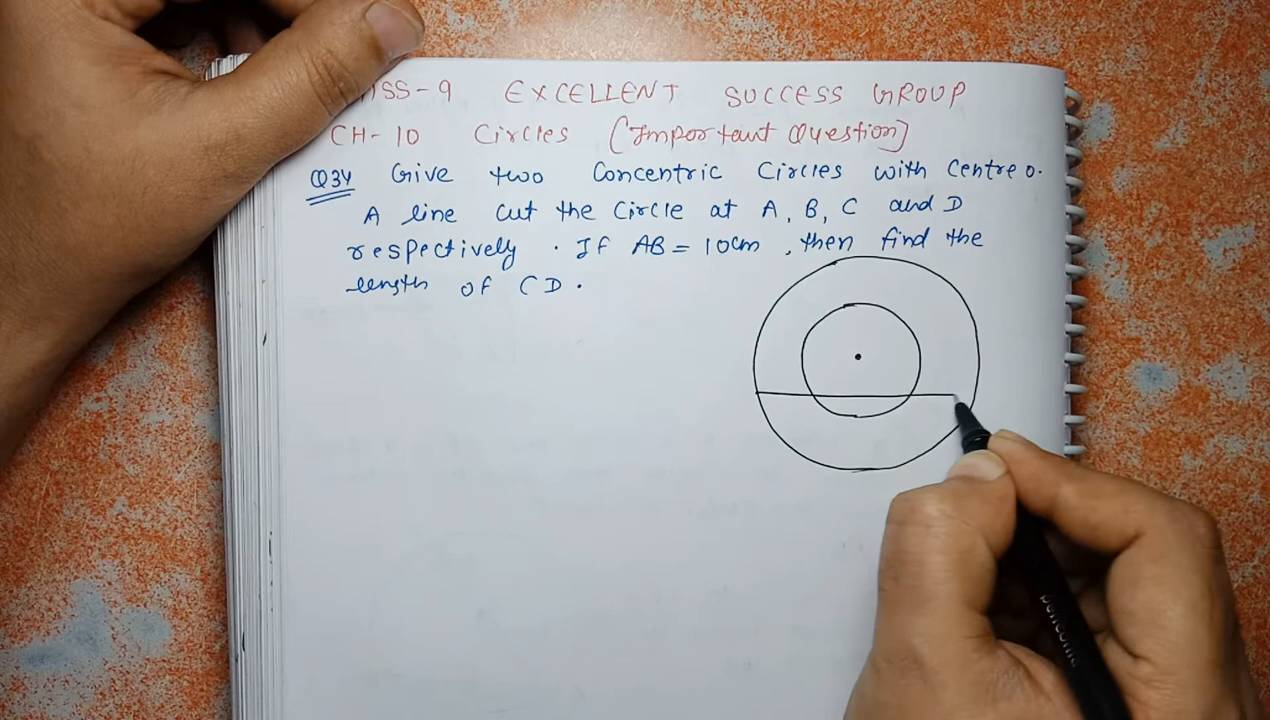 SS-9 EXCELLENT SUCCESS GROUP
CH-10 Circles (Important Question)
Q34 Give two Concentric Circles with Centre O.
A line cut the Circle at A, B, C and D
respectively. If AB = 10cm, then find the
length of CD.